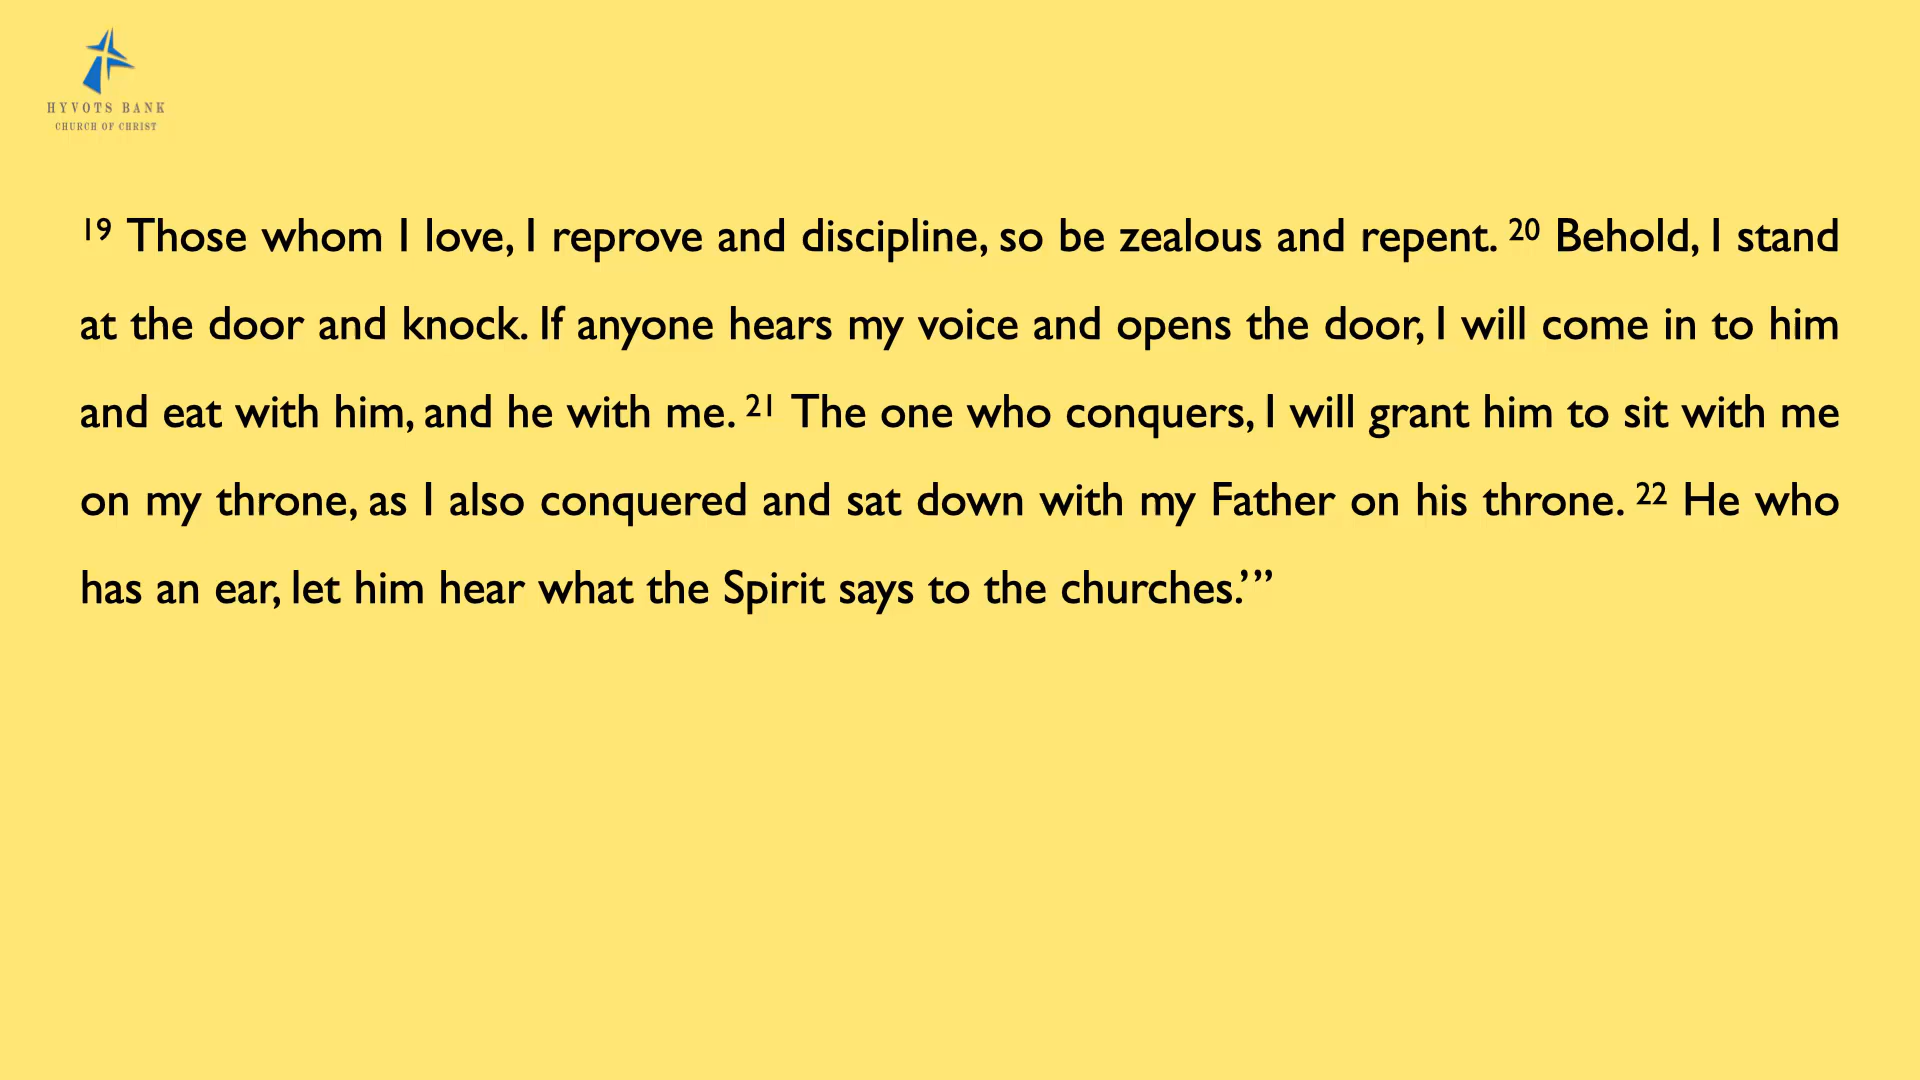 HYVOTS BANK
CHURCH OF CHRIST
19 Those whom I love, I reprove and discipline, so be zealous and repent. 20 Behold, I stand
at the door and knock. If anyone hears my voice and opens the door, I will come in to him
and eat with him, and he with me. 21 The one who conquers, I will grant him to sit with me
on my throne, as I also conquered and sat down with my Father on his throne. 22 He who
has an ear, let him hear what the Spirit says to the churches.’”